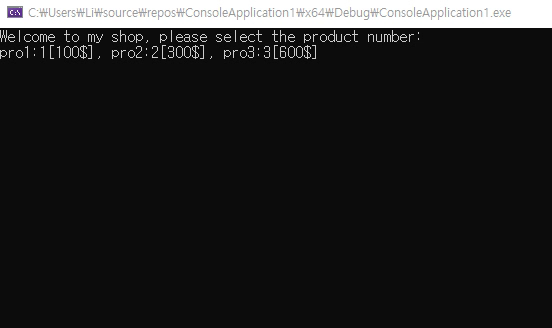 C:₩Users₩Li₩source₩repos₩ConsoleApplication1₩x64₩Debug₩ConsoleApplication1.exe
Welcome to my shop, please select the product number:
pro1:1[100$], pro2:2[300$], pro3:3[600$]